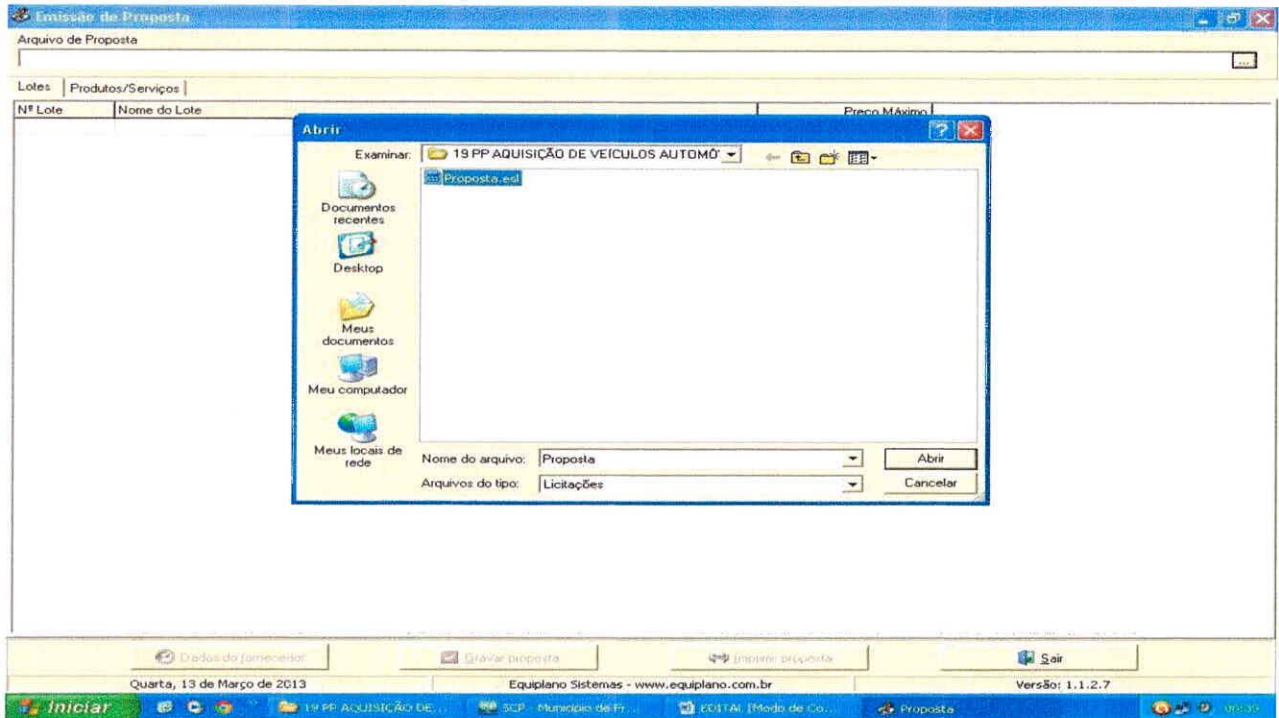 Emissão de Proposta
Arquivo de Proposta
...
Lotes Produtos/Serviços
Nº Lote Nome do Lote Preço Máximo
Abrir
Examinar: 19 PP AQUISIÇÃO DE VEÍCULOS AUTOMÓ
Proposta.esl
Documentos
recentes
Desktop
Meus
documentos
Meu computador
Meus locais de
rede
Nome do arquivo: Proposta Abrir
Arquivos do tipo: Licitações Cancelar
Dados do fornecedor Gravar proposta Imprimir proposta Sair
Quarta, 13 de Março de 2013 Equiplano Sistemas - www.equiplano.com.br Versão: 1.1.2.7
Iniciar 19 PP AQUISIÇÃO DE... SCP - Município de Fr... EDITAL [Modo de Co... Proposta